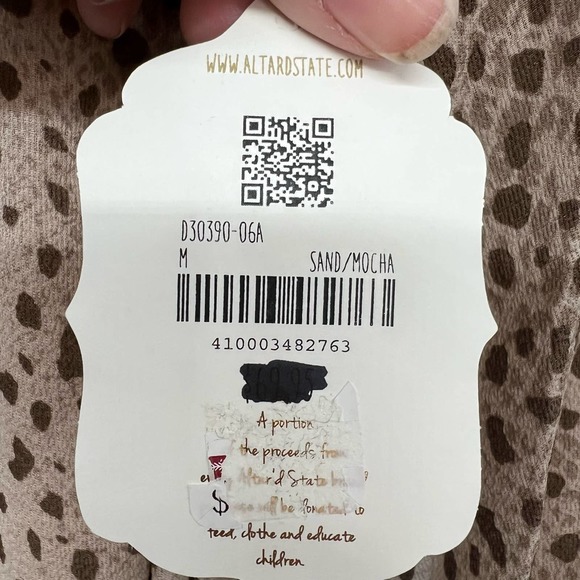 WWW.ALTARDSTATE.COM
D30390-06A
M SAND/MOCHA
410003482763
A portion
the proceeds from
Altar'd State
$ will be donated to
feed, clothe and educate
children.